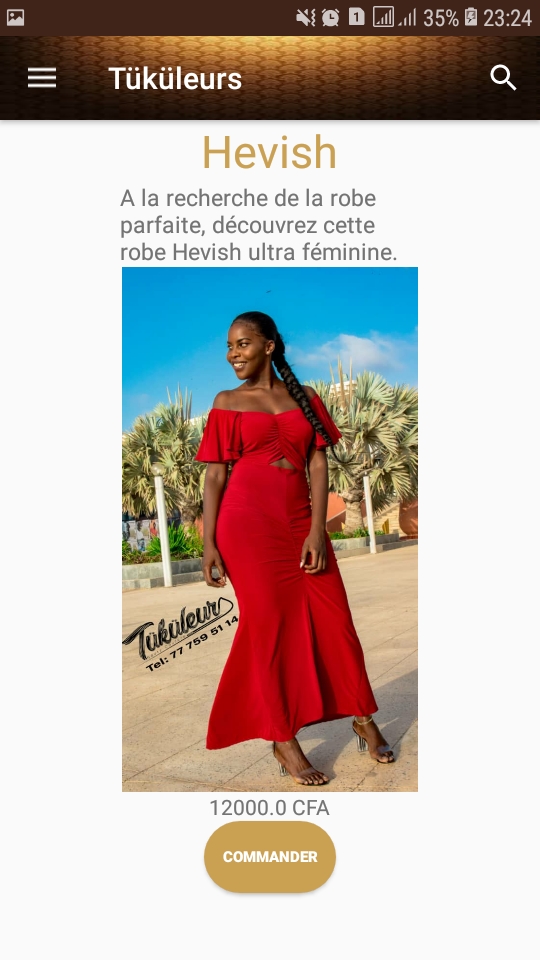 1
35%
23:24
Tüküleurs
Hevish
A la recherche de la robe
parfaite, découvrez cette
robe Hevish ultra féminine.
Tüküleurs
Tel: 77 759 51 14
12000.0 CFA
COMMANDER